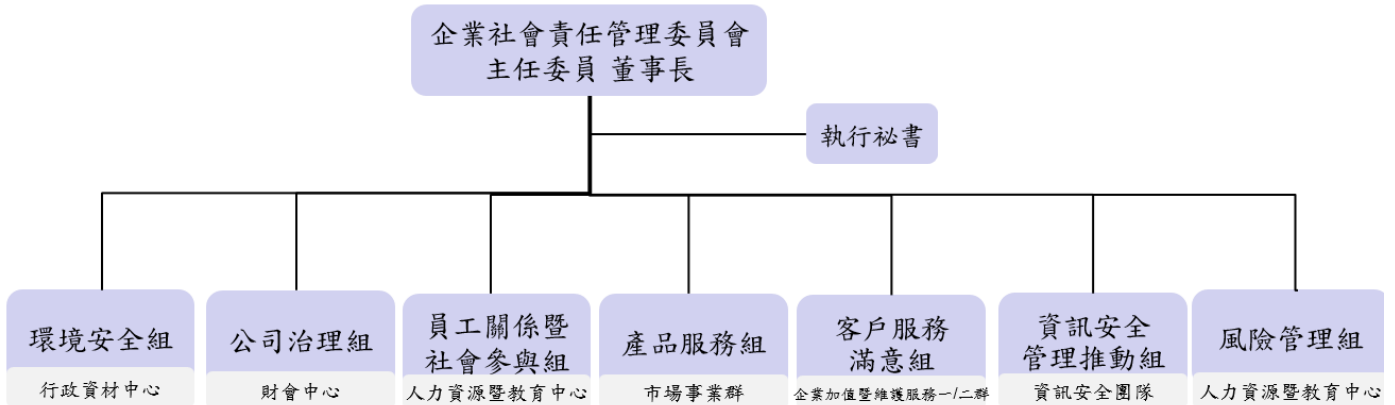 企業社會責任管理委員會
主任委員 董事長
執行祕書
環境安全組
行政資材中心
公司治理組
財會中心
員工關係暨
社會參與組
人力資源暨教育中心
產品服務組
市場事業群
客戶服務
滿意組
企業加值暨維護服務一/二群
資訊安全
管理推動組
資訊安全團隊
風險管理組
人力資源暨教育中心